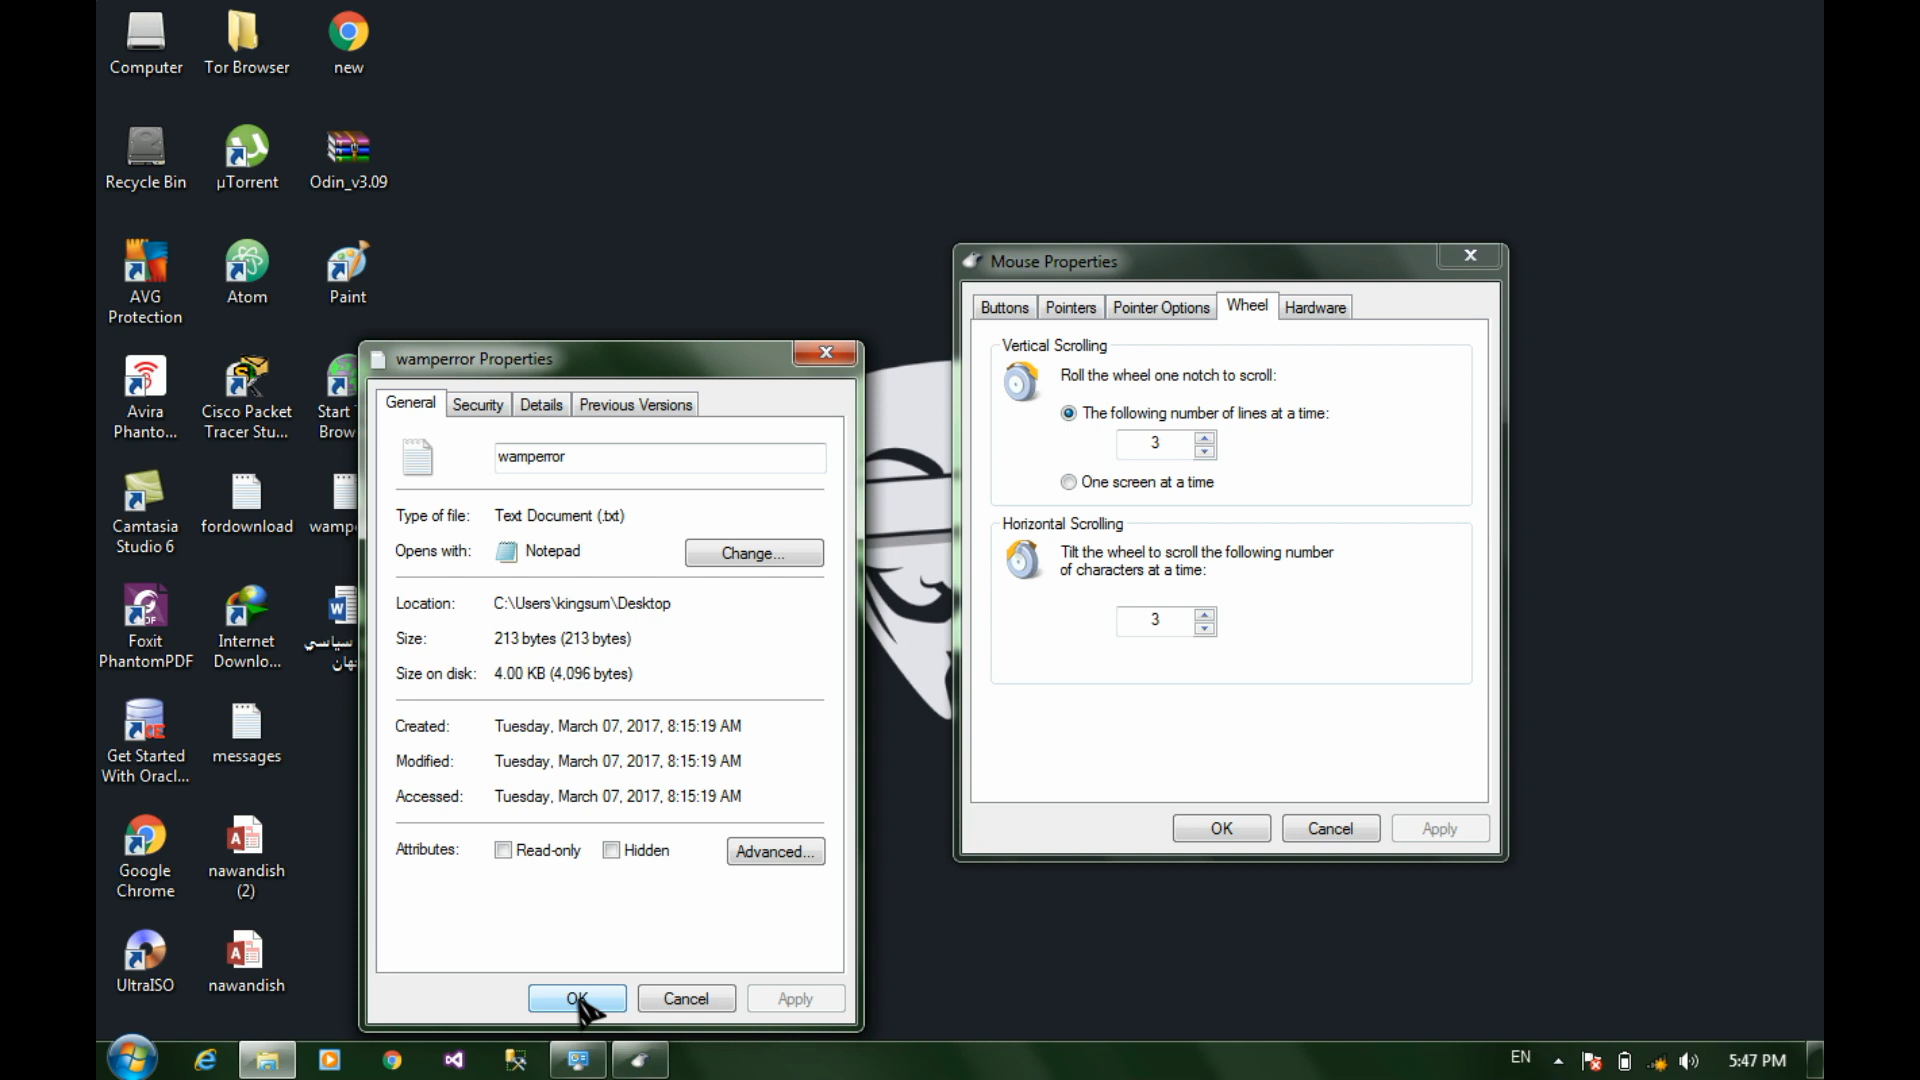 Computer
Tor Browser
new
Recycle Bin
µTorrent
Odin_v3.09
AVG
Protection
Atom
Paint
Avira
Phanto...
Cisco Packet
Tracer Stu...
Start
Brow
Camtasia
Studio 6
fordownload
wamp
Foxit
PhantomPDF
Internet
Downlo...
سياسي
جهان
Get Started
With Oracl...
messages
Google
Chrome
nawandish
(2)
UltraISO
nawandish
wamperror Properties
General
Security
Details
Previous Versions
wamperror
Type of file:
Text Document (.txt)
Opens with:
Notepad
Change...
Location:
C:\Users\kingsum\Desktop
Size:
213 bytes (213 bytes)
Size on disk:
4.00 KB (4,096 bytes)
Created:
Tuesday, March 07, 2017, 8:15:19 AM
Modified:
Tuesday, March 07, 2017, 8:15:19 AM
Accessed:
Tuesday, March 07, 2017, 8:15:19 AM
Attributes:
Read-only
Hidden
Advanced...
OK
Cancel
Apply
Mouse Properties
Buttons
Pointers
Pointer Options
Wheel
Hardware
Vertical Scrolling
Roll the wheel one notch to scroll:
The following number of lines at a time:
3
One screen at a time
Horizontal Scrolling
Tilt the wheel to scroll the following number
of characters at a time:
3
OK
Cancel
Apply
EN
5:47 PM